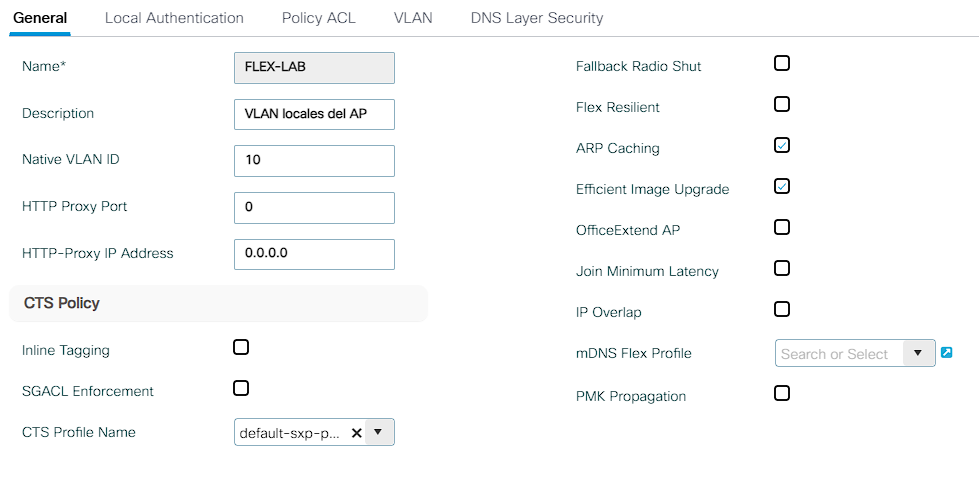 General Local Authentication Policy ACL VLAN DNS Layer Security
Name* FLEX-LAB
Description VLAN locales del AP
Native VLAN ID 10
HTTP Proxy Port 0
HTTP-Proxy IP Address 0.0.0.0
CTS Policy
Inline Tagging
SGACL Enforcement
CTS Profile Name default-sxp-p...
Fallback Radio Shut
Flex Resilient
ARP Caching
Efficient Image Upgrade
OfficeExtend AP
Join Minimum Latency
IP Overlap
mDNS Flex Profile Search or Select
PMK Propagation